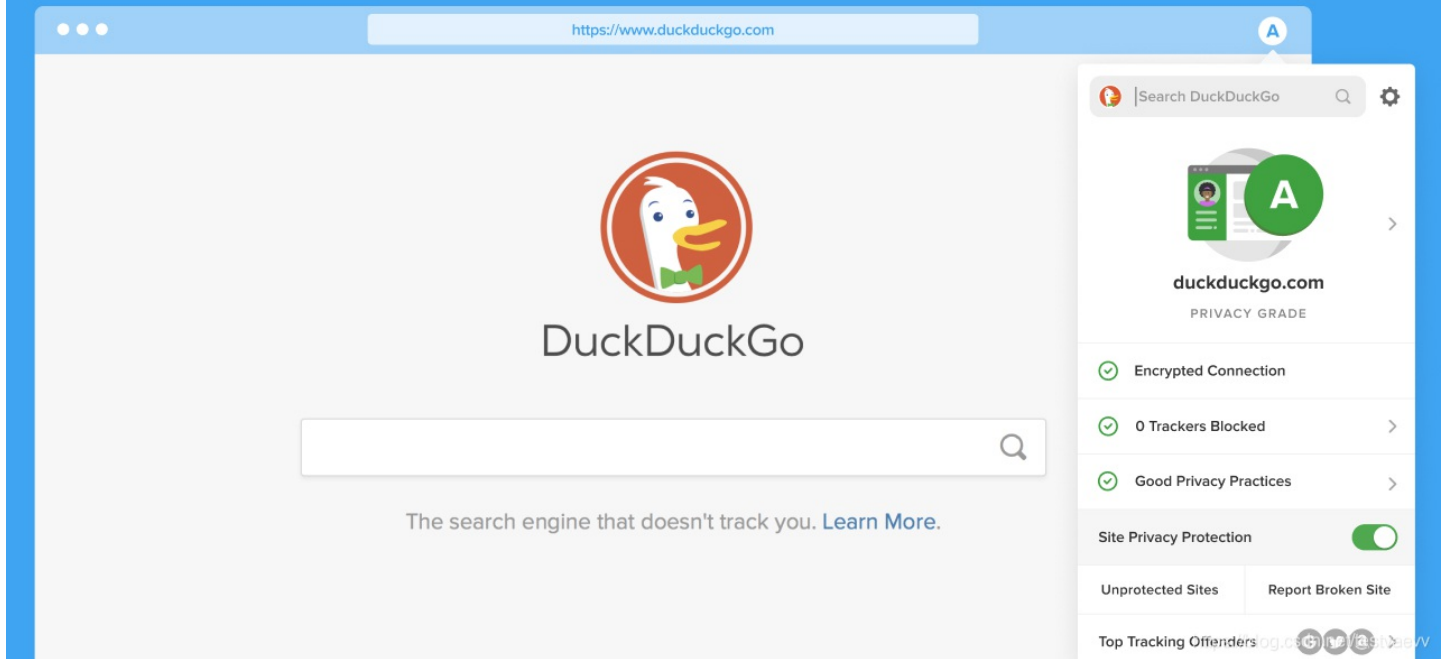 https://www.duckduckgo.com
A
Search DuckDuckGo
A
duckduckgo.com
PRIVACY GRADE
DuckDuckGo
The search engine that doesn't track you. Learn More.
Encrypted Connection
0 Trackers Blocked
Good Privacy Practices
Site Privacy Protection
Unprotected Sites
Report Broken Site
Top Tracking Offenders